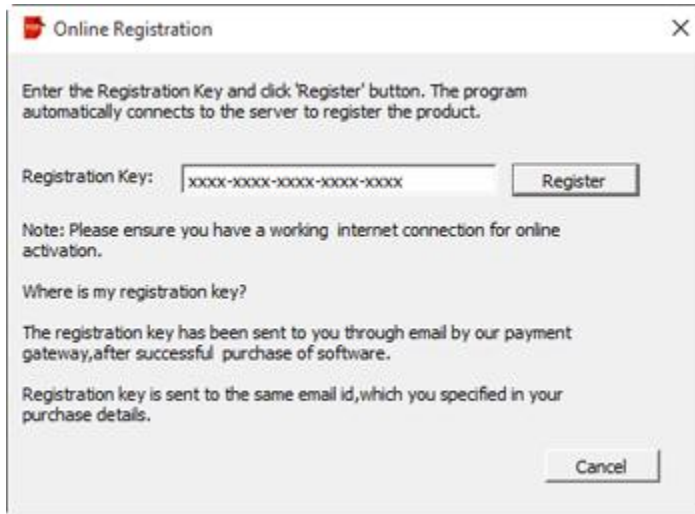 Online Registration
Enter the Registration Key and click 'Register' button. The program
automatically connects to the server to register the product.
Registration Key: xxxx-xxxx-xxxx-xxxx-xxxx Register
Note: Please ensure you have a working internet connection for online
activation.
Where is my registration key?
The registration key has been sent to you through email by our payment
gateway,after successful purchase of software.
Registration key is sent to the same email id,which you specified in your
purchase details.
Cancel